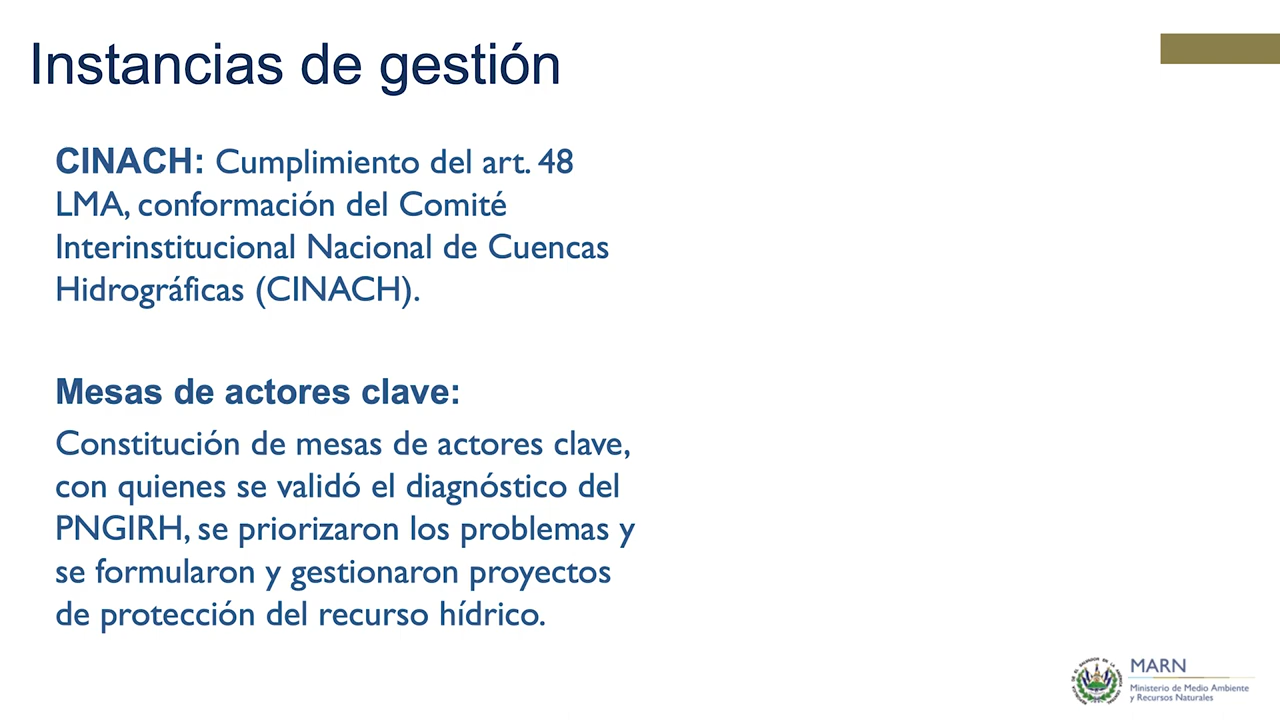 Instancias de gestión
CINACH: Cumplimiento del art. 48
LMA, conformación del Comité
Interinstitucional Nacional de Cuencas
Hidrográficas (CINACH).
Mesas de actores clave:
Constitución de mesas de actores clave,
con quienes se validó el diagnóstico del
PNGIRH, se priorizaron los problemas y
se formularon y gestionaron proyectos
de protección del recurso hídrico.
MARN
Ministerio de Medio Ambiente
y Recursos Naturales